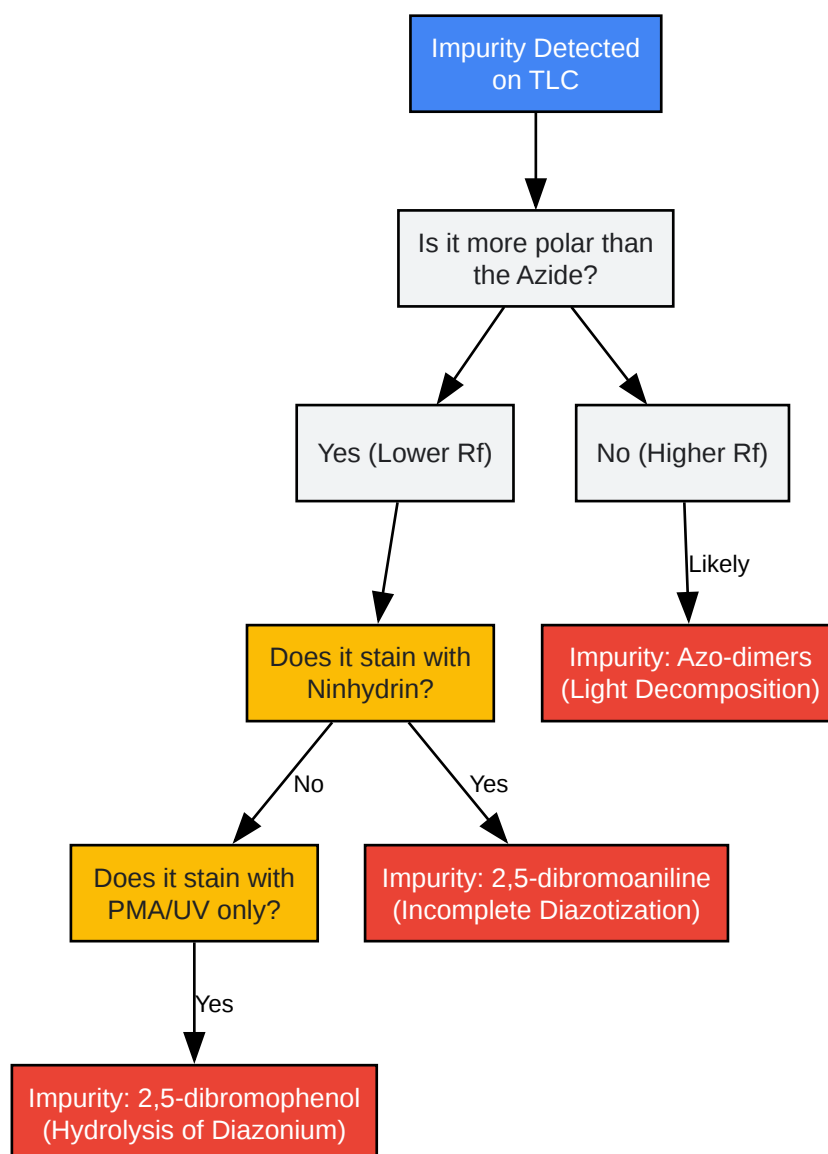 Impurity Detected
on TLC
Is it more polar than
the Azide?
Yes (Lower Rf)
No (Higher Rf)
Likely
Does it stain with
Ninhydrin?
Impurity: Azo-dimers
(Light Decomposition)
No
Yes
Does it stain with
PMA/UV only?
Impurity: 2,5-dibromoaniline
(Incomplete Diazotization)
Yes
Impurity: 2,5-dibromophenol
(Hydrolysis of Diazonium)